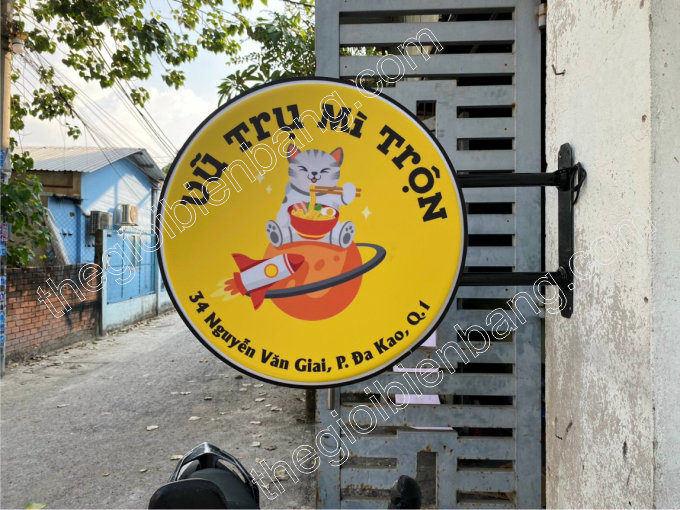 VŨ TRỤ Mì TRỘN
34 Nguyễn Văn Giai, P. Đa Kao, Q.1
thegioibienbang.com
thegioibienbang.com
thegioibienbang.com